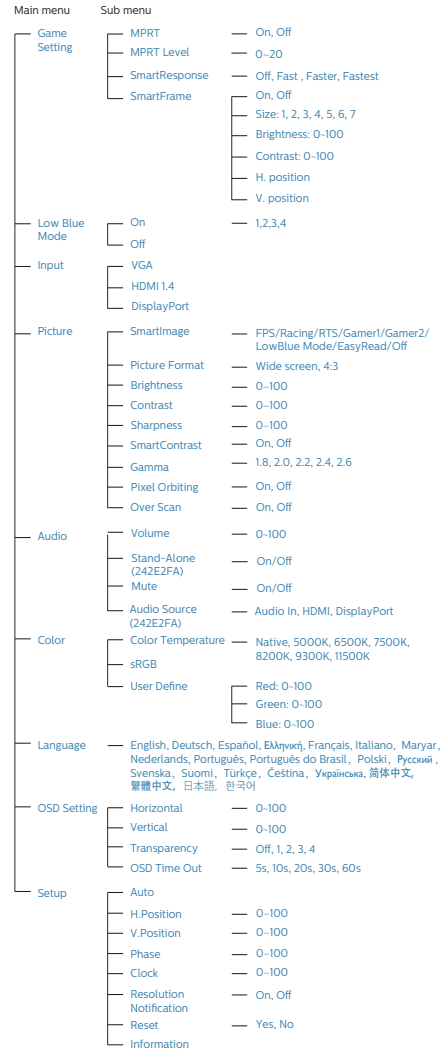 Main menu Sub menu
Game Setting MPRT On, Off
MPRT Level 0~20
SmartResponse Off, Fast , Faster, Fastest
SmartFrame On, Off
Size: 1, 2, 3, 4, 5, 6, 7
Brightness: 0~100
Contrast: 0~100
H. position
V. position
Low Blue Mode On 1,2,3,4
Off
Input VGA
HDMI 1.4
DisplayPort
Picture SmartImage FPS/Racing/RTS/Gamer1/Gamer2/
LowBlue Mode/EasyRead/Off
Picture Format Wide screen, 4:3
Brightness 0~100
Contrast 0~100
Sharpness 0~100
SmartContrast On, Off
Gamma 1.8, 2.0, 2.2, 2.4, 2.6
Pixel Orbiting On, Off
Over Scan On, Off
Audio Volume 0~100
Stand-Alone
(242E2FA) On/Off
Mute On/Off
Audio Source
(242E2FA) Audio In, HDMI, DisplayPort
Color Color Temperature Native, 5000K, 6500K, 7500K,
8200K, 9300K, 11500K
sRGB
User Define Red: 0~100
Green: 0~100
Blue: 0~100
Language English, Deutsch, Español, Ελληνική, Français, Italiano, Maryar,
Nederlands, Português, Português do Brasil, Polski, Русский ,
Svenska, Suomi, Türkçe, Čeština, Українська, 简体中文,
繁體中文, 日本語, 한국어
OSD Setting Horizontal 0~100
Vertical 0~100
Transparency Off, 1, 2, 3, 4
OSD Time Out 5s, 10s, 20s, 30s, 60s
Setup Auto
H.Position 0~100
V.Position 0~100
Phase 0~100
Clock 0~100
Resolution
Notification On, Off
Reset Yes, No
Information